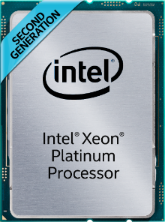 SECOND
GENERATION
intel®
Intel® Xeon®
Platinum
Processor